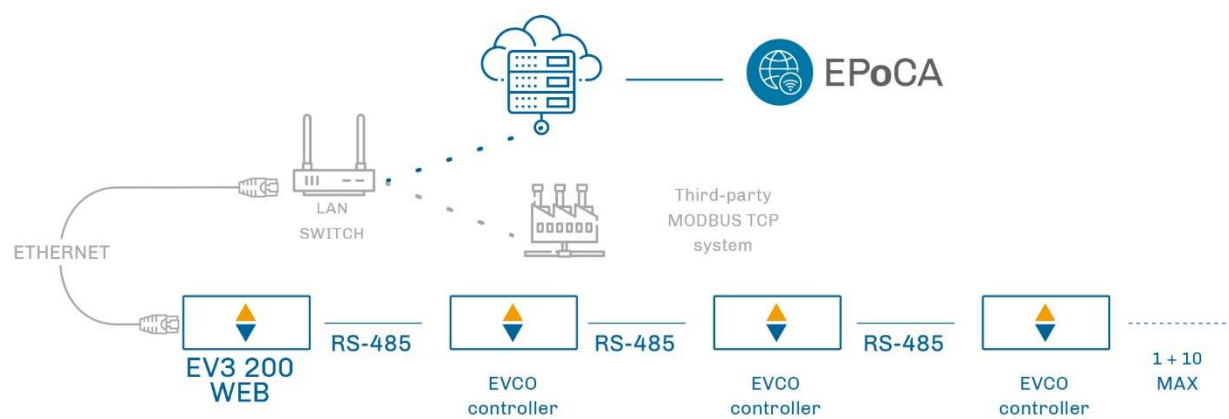 EPoCA
LAN
SWITCH
Third-party
MODBUS TCP
system
ETHERNET
EV3 200
WEB
RS-485
EVCO
controller
RS-485
EVCO
controller
RS-485
EVCO
controller
1 + 10
MAX